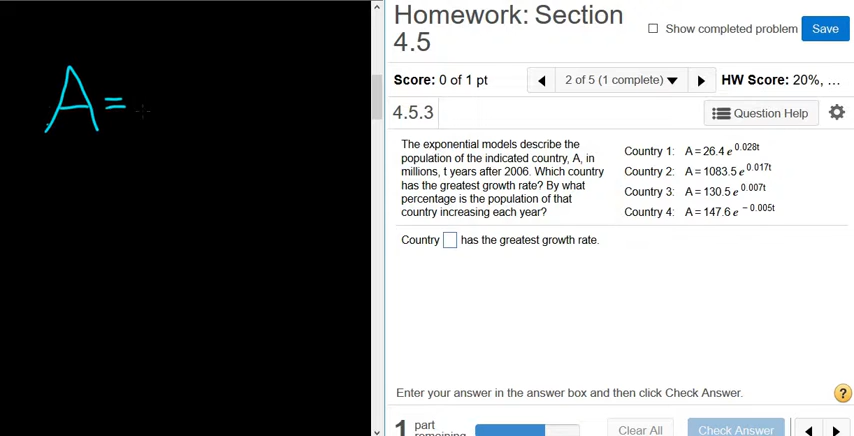 A =
Homework: Section 4.5
Show completed problem
Save
Score: 0 of 1 pt
2 of 5 (1 complete)
HW Score: 20%, ...
4.5.3
Question Help
The exponential models describe the
population of the indicated country, A, in
millions, t years after 2006. Which country
has the greatest growth rate? By what
percentage is the population of that
country increasing each year?
Country 1: A = 26.4 e^0.028t
Country 2: A = 1083.5 e^0.017t
Country 3: A = 130.5 e^0.007t
Country 4: A = 147.6 e^− 0.005t
Country has the greatest growth rate.
Enter your answer in the answer box and then click Check Answer.
?
1 part
remaining
Clear All
Check Answer